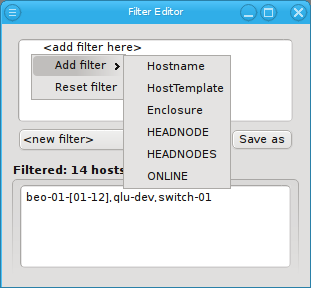 Filter Editor
<add filter here>
Add filter
Reset filter
Hostname
HostTemplate
Enclosure
HEADNODE
HEADNODES
ONLINE
<new filter>
Save as
Filtered: 14 hosts
beo-01-[01-12],qlu-dev,switch-01